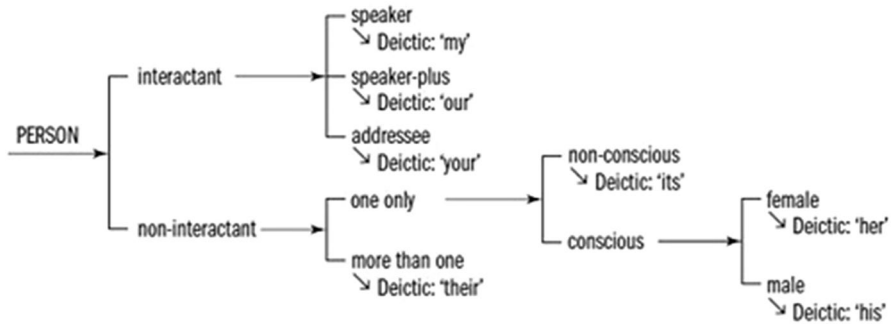 speaker
↘ Deictic: ‘my’
interactant
speaker-plus
↘ Deictic: ‘our’
PERSON
addressee
↘ Deictic: ‘your’
non-conscious
↘ Deictic: ‘its’
one only
female
↘ Deictic: ‘her’
non-interactant
conscious
more than one
↘ Deictic: ‘their’
male
↘ Deictic: ‘his’